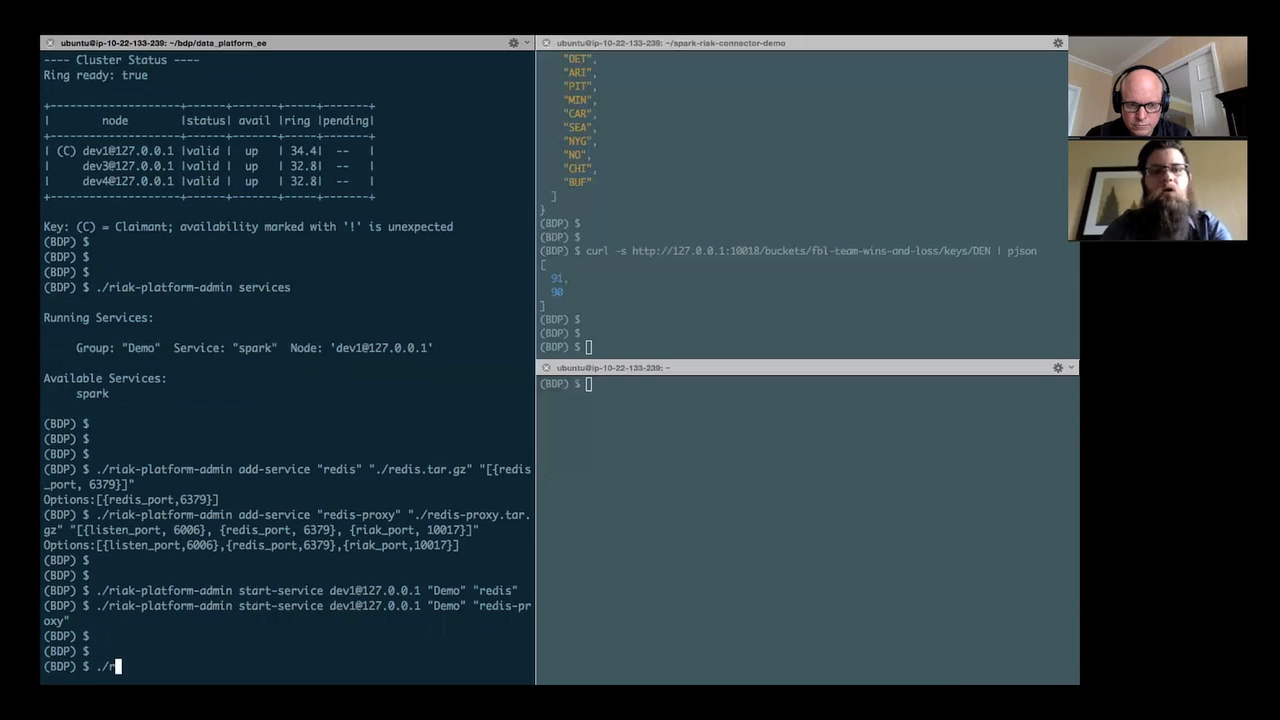 ubuntu@ip-10-22-133-239: ~/bdp/data_platform_ee
---- Cluster Status ----
Ring ready: true
+--------------------+------+-------+-----+-------+
|        node        |status| avail |ring |pending|
+--------------------+------+-------+-----+-------+
| (C) dev1@127.0.0.1 |valid |  up   | 34.4|  --   |
|     dev3@127.0.0.1 |valid |  up   | 32.8|  --   |
|     dev4@127.0.0.1 |valid |  up   | 32.8|  --   |
+--------------------+------+-------+-----+-------+
Key: (C) = Claimant; availability marked with '!' is unexpected
(BDP) $
(BDP) $
(BDP) $
(BDP) $ ./riak-platform-admin services
Running Services:
Group: "Demo"  Service: "spark"  Node: 'dev1@127.0.0.1'
Available Services:
spark
(BDP) $
(BDP) $
(BDP) $
(BDP) $ ./riak-platform-admin add-service "redis" "./redis.tar.gz" "[{redis
_port, 6379}]"
Options:[{redis_port,6379}]
(BDP) $ ./riak-platform-admin add-service "redis-proxy" "./redis-proxy.tar.
gz" "[{listen_port, 6006}, {redis_port, 6379}, {riak_port, 10017}]"
Options:[{listen_port,6006},{redis_port,6379},{riak_port,10017}]
(BDP) $
(BDP) $
(BDP) $ ./riak-platform-admin start-service dev1@127.0.0.1 "Demo" "redis"
(BDP) $ ./riak-platform-admin start-service dev1@127.0.0.1 "Demo" "redis-pr
oxy"
(BDP) $
(BDP) $
(BDP) $ ./r
ubuntu@ip-10-22-133-239: ~/spark-riak-connector-demo
"DET",
"ARI",
"PIT",
"MIN",
"CAR",
"SEA",
"NYG",
"NO",
"CHI",
"BUF"
]
}
(BDP) $
(BDP) $
(BDP) $ curl -s http://127.0.0.1:10018/buckets/fbl-team-wins-and-loss/keys/DEN | pjson
[
91,
90
]
(BDP) $
(BDP) $
(BDP) $
ubuntu@ip-10-22-133-239: ~
(BDP) $